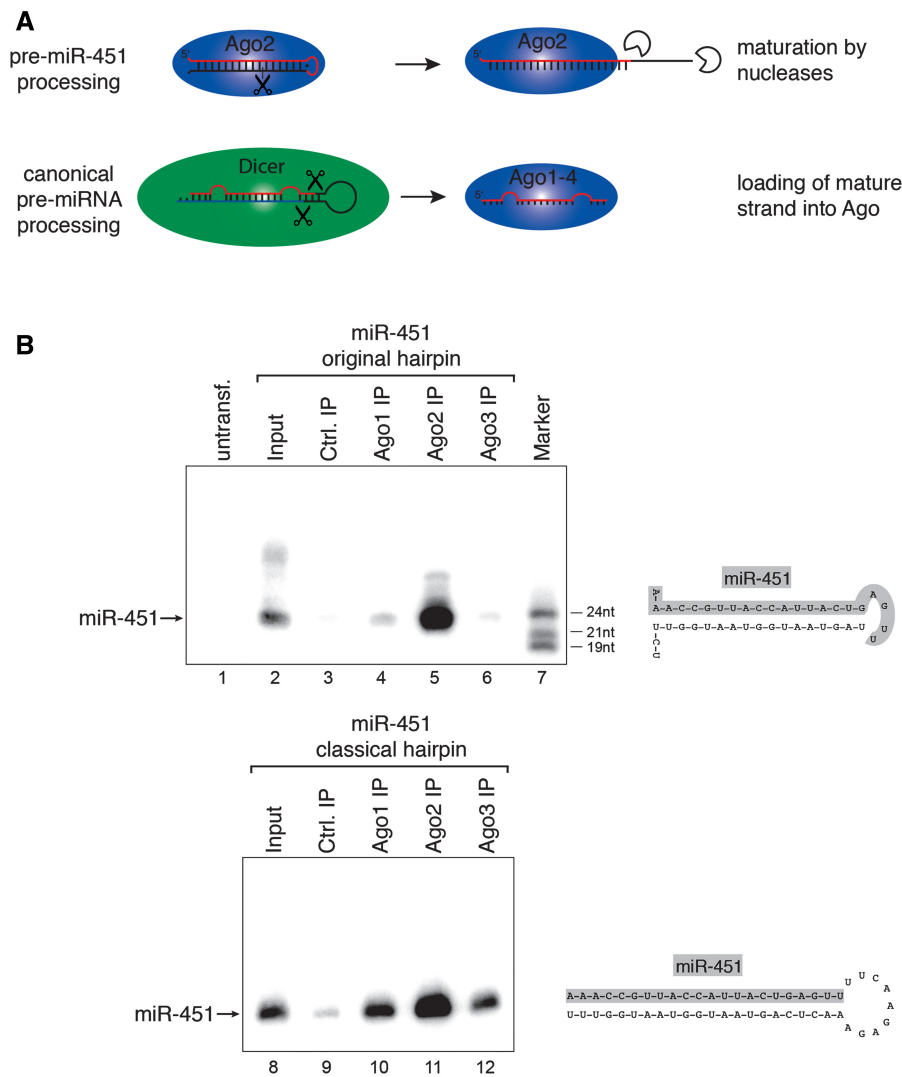 A
pre-miR-451
processing
5'
Ago2
5'
Ago2
maturation by
nucleases
canonical
pre-miRNA
processing
Dicer
5'
Ago1-4
loading of mature
strand into Ago
B
miR-451
original hairpin
untransf.
Input
Ctrl. IP
Ago1 IP
Ago2 IP
Ago3 IP
Marker
miR-451
24nt
21nt
19nt
1 2 3 4 5 6 7
miR-451
A-A-A-C-C-G-U-U-A-C-C-A-U-U-A-C-U-G-A-G-U-U
U-U-G-G-U-A-A-U-G-G-U-A-A-U-G-A-U-U
U-C-U
miR-451
classical hairpin
Input
Ctrl. IP
Ago1 IP
Ago2 IP
Ago3 IP
miR-451
8 9 10 11 12
miR-451
A-A-A-C-C-G-U-U-A-C-C-A-U-U-A-C-U-G-A-G-U-U
U U C A A G A G A
U-U-U-G-G-U-A-A-U-G-G-U-A-A-U-G-A-C-U-C-A-A